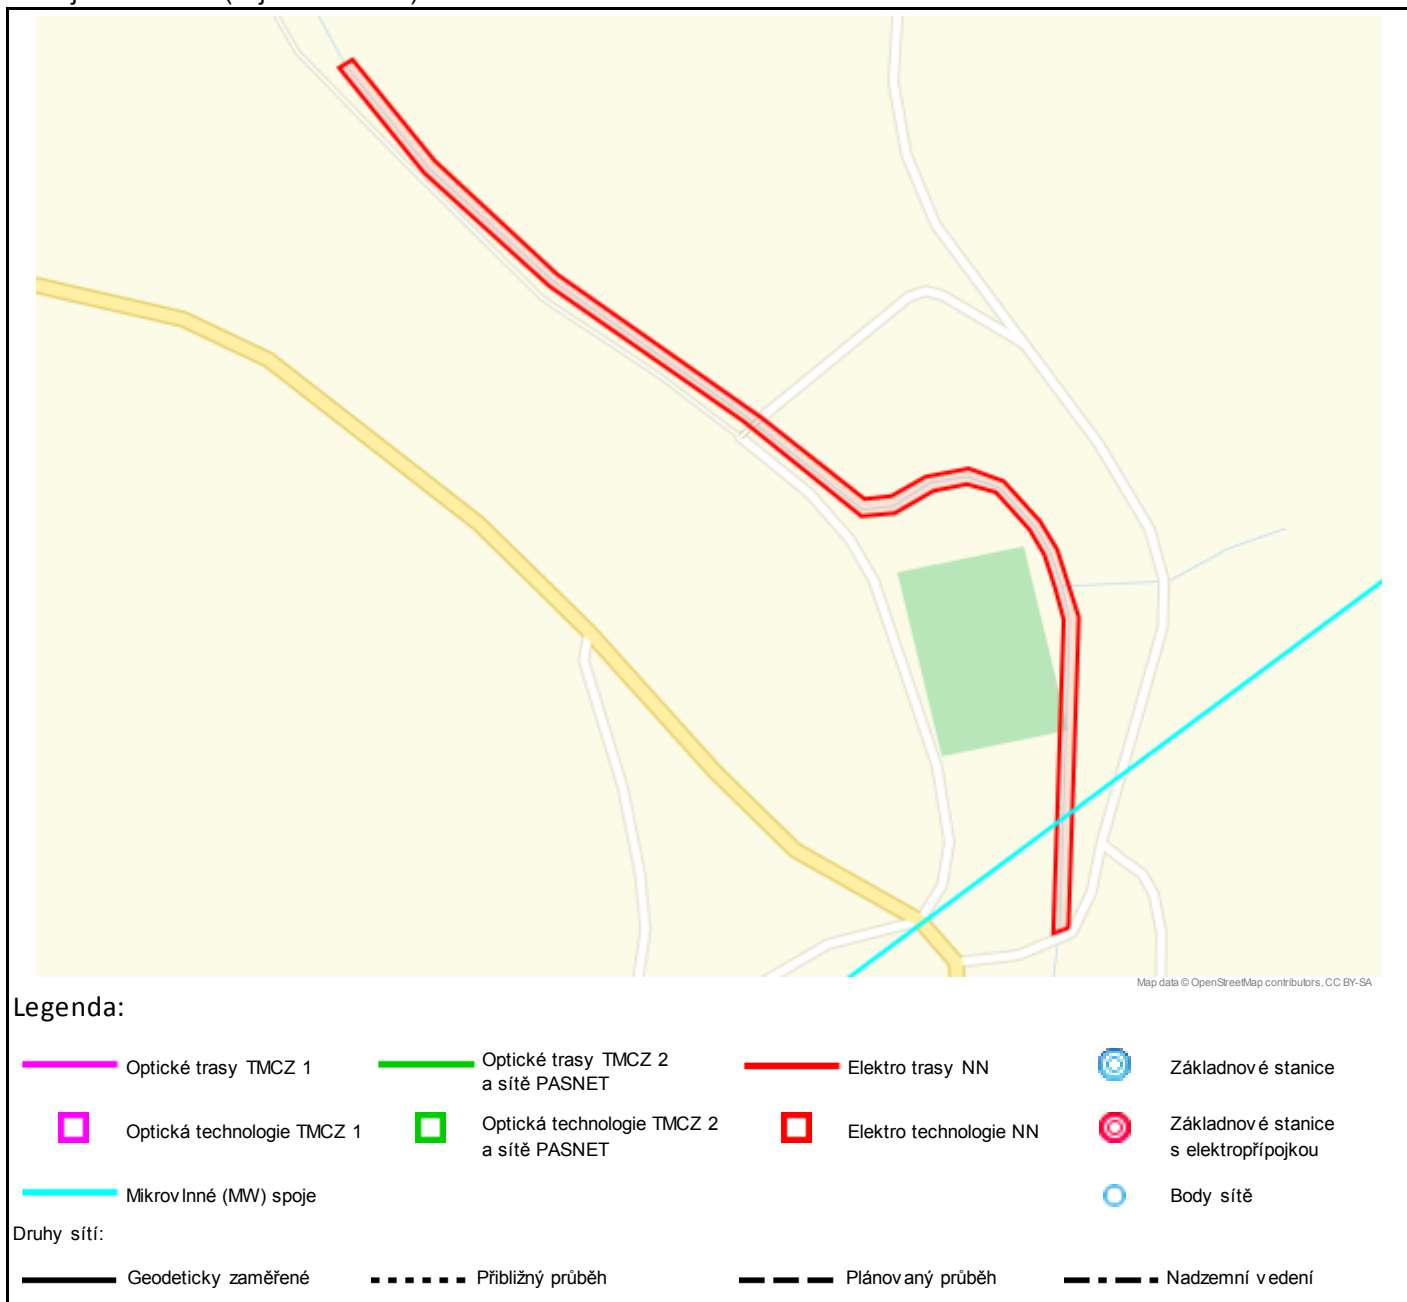 Map data © OpenStreetMap contributors, CC BY-SA
Legenda:
Optické trasy TMCZ 1
Optické trasy TMCZ 2
a sítě PASNET
Elektro trasy NN
Základnové stanice
Optická technologie TMCZ 1
Optická technologie TMCZ 2
a sítě PASNET
Elektro technologie NN
Základnové stanice
s elektropřípojkou
Mikrovlnné (MW) spoje
Body sítě
Druhy sítí:
Geodeticky zaměřené
Přibližný průběh
Plánovaný průběh
Nadzemní vedení